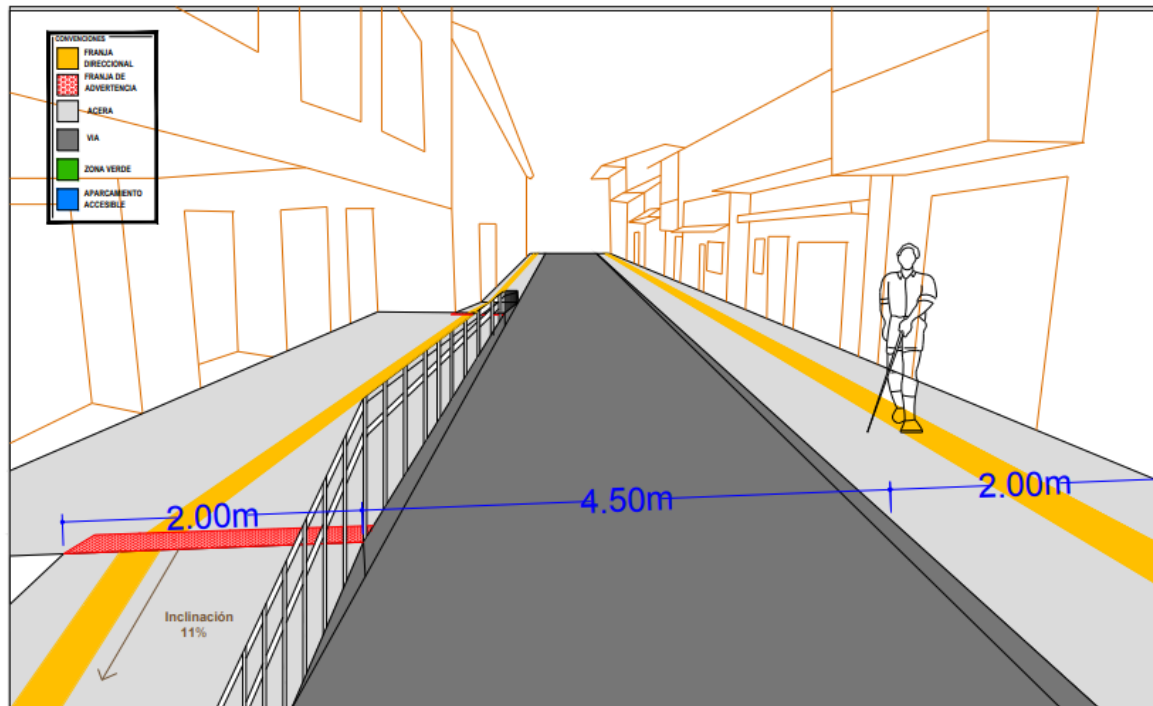 CONVENCIONES
FRANJA
DIRECCIONAL
FRANJA DE
ADVERTENCIA
ACERA
VIA
ZONA VERDE
APARCAMIENTO
ACCESIBLE
2.00m
4.50m
2.00m
Inclinación
11%